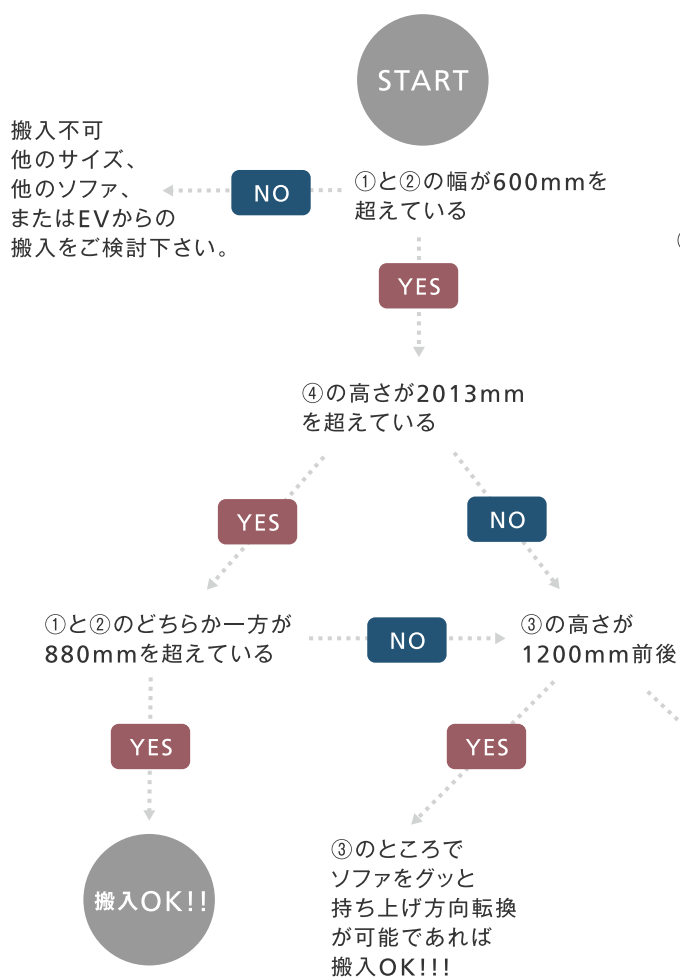 START
搬入不可
他のサイズ、
他のソファ、
またはEVからの
搬入をご検討下さい。
NO
①と②の幅が600mmを
超えている
YES
④の高さが2013mm
を超えている
YES
NO
①と②のどちらか一方が
880mmを超えている
NO
③の高さが
1200mm前後
YES
YES
搬入OK!!
③のところで
ソファをグッと
持ち上げ方向転換
が可能であれば
搬入OK!!!